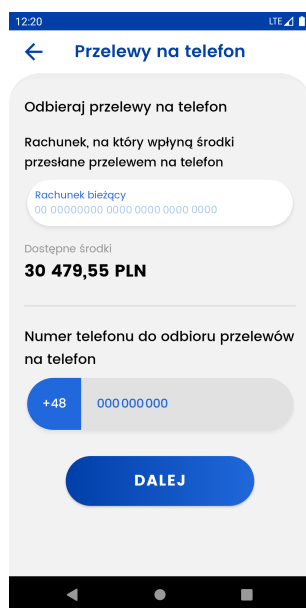 12:20 LTE
Przelewy na telefon
Odbieraj przelewy na telefon
Rachunek, na który wpłyną środki
przesłane przelewem na telefon
Rachunek bieżący
00 00000000 0000 0000 0000 0000
Dostępne środki
30 479,55 PLN
Numer telefonu do odbioru przelewów
na telefon
+48 000 000 000
DALEJ